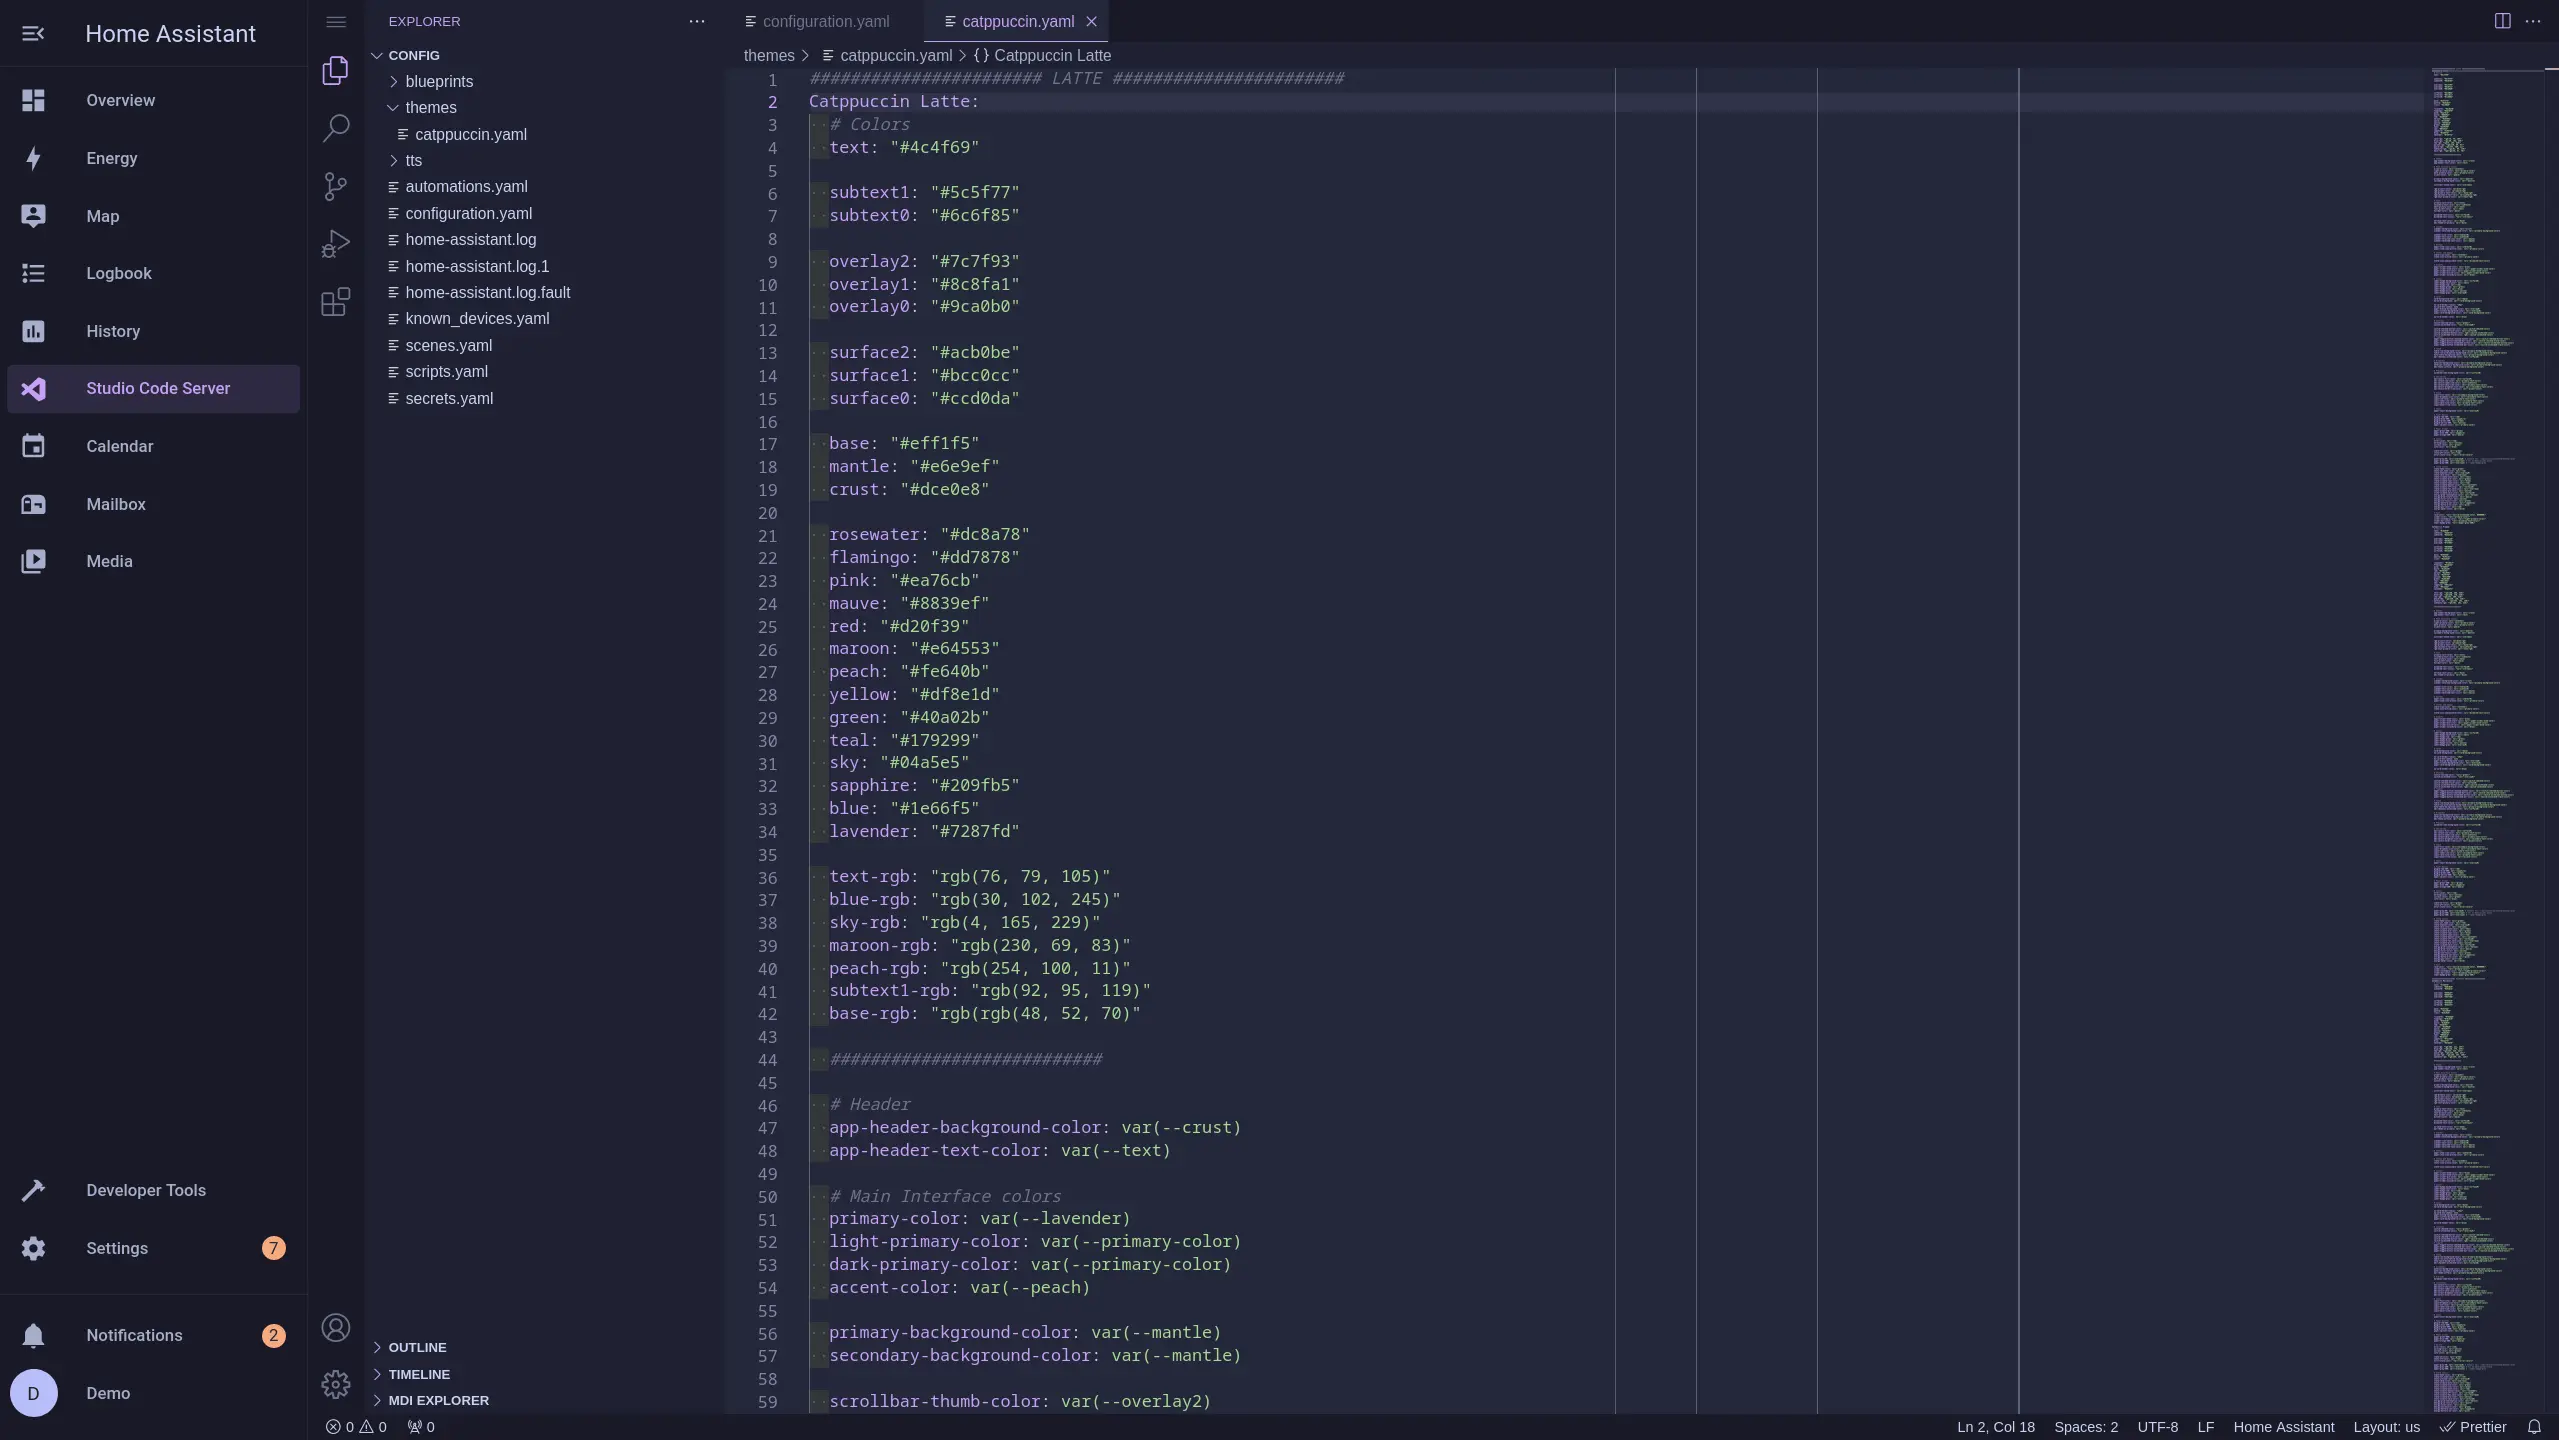 Home Assistant
Overview
Energy
Map
Logbook
History
Studio Code Server
Calendar
Mailbox
Media
Developer Tools
Settings 7
Notifications 2
D Demo
EXPLORER
CONFIG
blueprints
themes
catppuccin.yaml
tts
automations.yaml
configuration.yaml
home-assistant.log
home-assistant.log.1
home-assistant.log.fault
known_devices.yaml
scenes.yaml
scripts.yaml
secrets.yaml
OUTLINE
TIMELINE
MDI EXPLORER
configuration.yaml catppuccin.yaml
themes > catppuccin.yaml > {} Catppuccin Latte
1 ####################### LATTE #######################
2 Catppuccin Latte:
3 # Colors
4 text: "#4c4f69"
5
6 subtext1: "#5c5f77"
7 subtext0: "#6c6f85"
8
9 overlay2: "#7c7f93"
10 overlay1: "#8c8fa1"
11 overlay0: "#9ca0b0"
12
13 surface2: "#acb0be"
14 surface1: "#bcc0cc"
15 surface0: "#ccd0da"
16
17 base: "#eff1f5"
18 mantle: "#e6e9ef"
19 crust: "#dce0e8"
20
21 rosewater: "#dc8a78"
22 flamingo: "#dd7878"
23 pink: "#ea76cb"
24 mauve: "#8839ef"
25 red: "#d20f39"
26 maroon: "#e64553"
27 peach: "#fe640b"
28 yellow: "#df8e1d"
29 green: "#40a02b"
30 teal: "#179299"
31 sky: "#04a5e5"
32 sapphire: "#209fb5"
33 blue: "#1e66f5"
34 lavender: "#7287fd"
35
36 text-rgb: "rgb(76, 79, 105)"
37 blue-rgb: "rgb(30, 102, 245)"
38 sky-rgb: "rgb(4, 165, 229)"
39 maroon-rgb: "rgb(230, 69, 83)"
40 peach-rgb: "rgb(254, 100, 11)"
41 subtext1-rgb: "rgb(92, 95, 119)"
42 base-rgb: "rgb(rgb(48, 52, 70)"
43
44 ###########################
45
46 # Header
47 app-header-background-color: var(--crust)
48 app-header-text-color: var(--text)
49
50 # Main Interface colors
51 primary-color: var(--lavender)
52 light-primary-color: var(--primary-color)
53 dark-primary-color: var(--primary-color)
54 accent-color: var(--peach)
55
56 primary-background-color: var(--mantle)
57 secondary-background-color: var(--mantle)
58
59 scrollbar-thumb-color: var(--overlay2)
0 0 0 Ln 2, Col 18 Spaces: 2 UTF-8 LF Home Assistant Layout: us Prettier